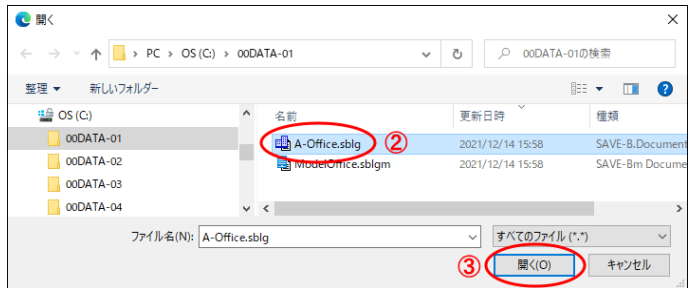 開く
PC › OS (C:) › 00DATA-01
00DATA-01の検索
整理 新しいフォルダー
OS (C:)
00DATA-01
00DATA-02
00DATA-03
00DATA-04
名前 更新日時 種類
A-Office.sblg ② 2021/12/14 15:58 SAVE-B.Document
ModelOffice.sblgm 2021/12/14 15:58 SAVE-Bm Docume
ファイル名(N): A-Office.sblg すべてのファイル (*.*)
③ 開く(O) キャンセル